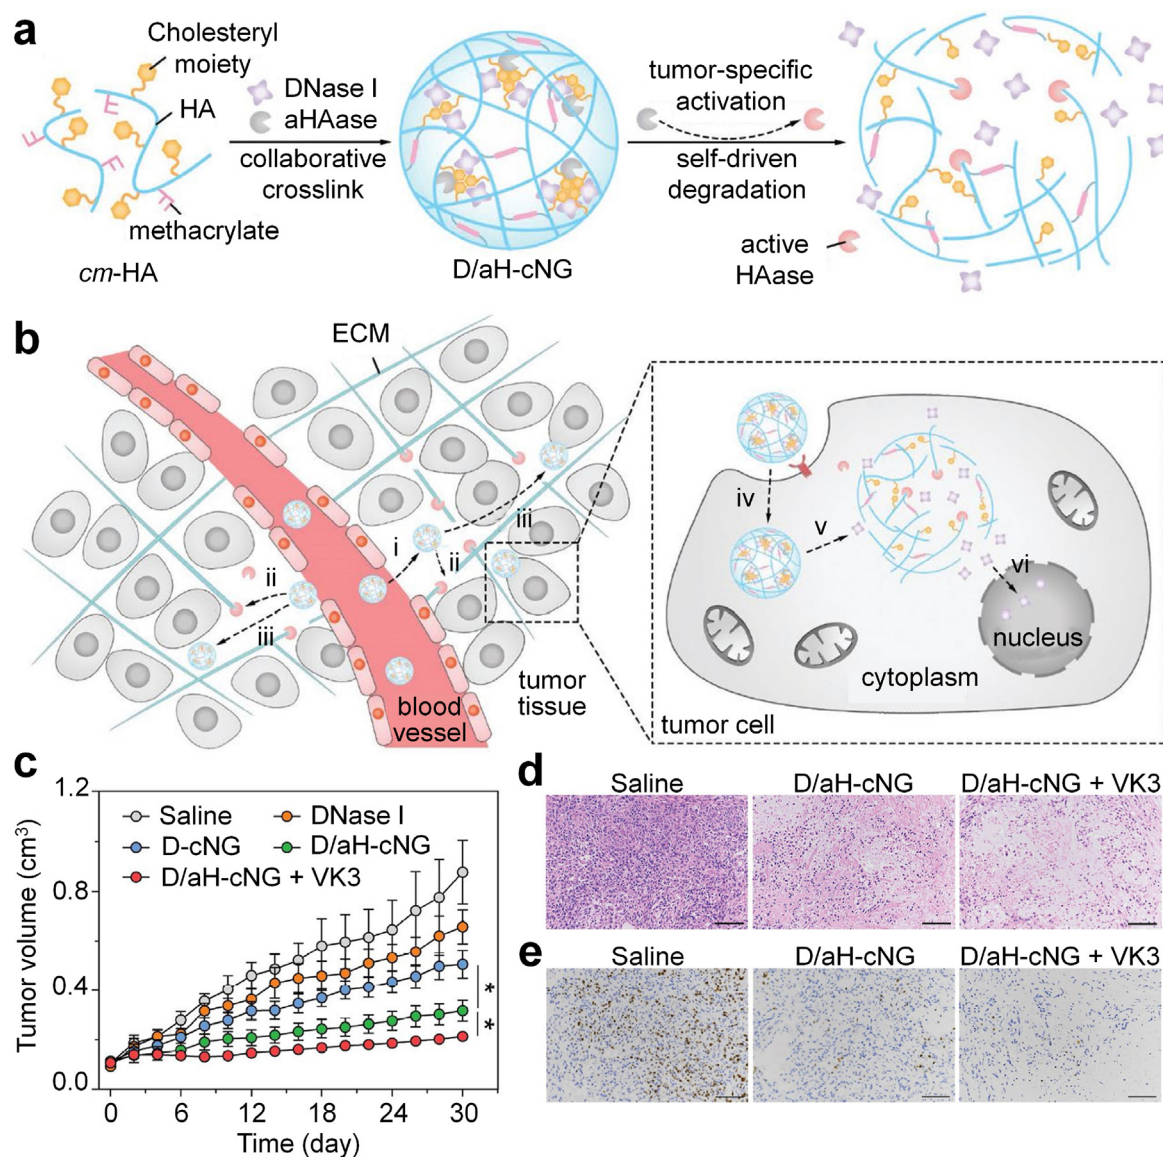 a
Cholesteryl
moiety
HA
methacrylate
cm-HA
DNase I
aHAase
collaborative
crosslink
D/aH-cNG
tumor-specific
activation
self-driven
degradation
active
HAase
b
ECM
i
ii
iii
ii
iii
blood
vessel
tumor
tissue
iv
v
vi
nucleus
cytoplasm
tumor cell
c
Tumor volume (cm³)
1.2
0.8
0.4
0.0
Saline
DNase I
D-cNG
D/aH-cNG
D/aH-cNG + VK3
*
*
0 6 12 18 24 30
Time (day)
d
Saline D/aH-cNG D/aH-cNG + VK3
e
Saline D/aH-cNG D/aH-cNG + VK3